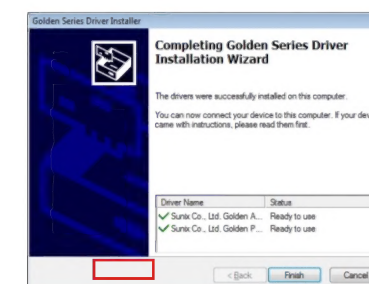 Golden Series Driver Installer
Completing Golden Series Driver
Installation Wizard
The drivers were successfully installed on this computer.
You can now connect your device to this computer. If your dev
came with instructions, please read them first.
Driver Name Status
Sunix Co., Ltd. Golden A... Ready to use
Sunix Co., Ltd. Golden P... Ready to use
< Back Finish Cancel